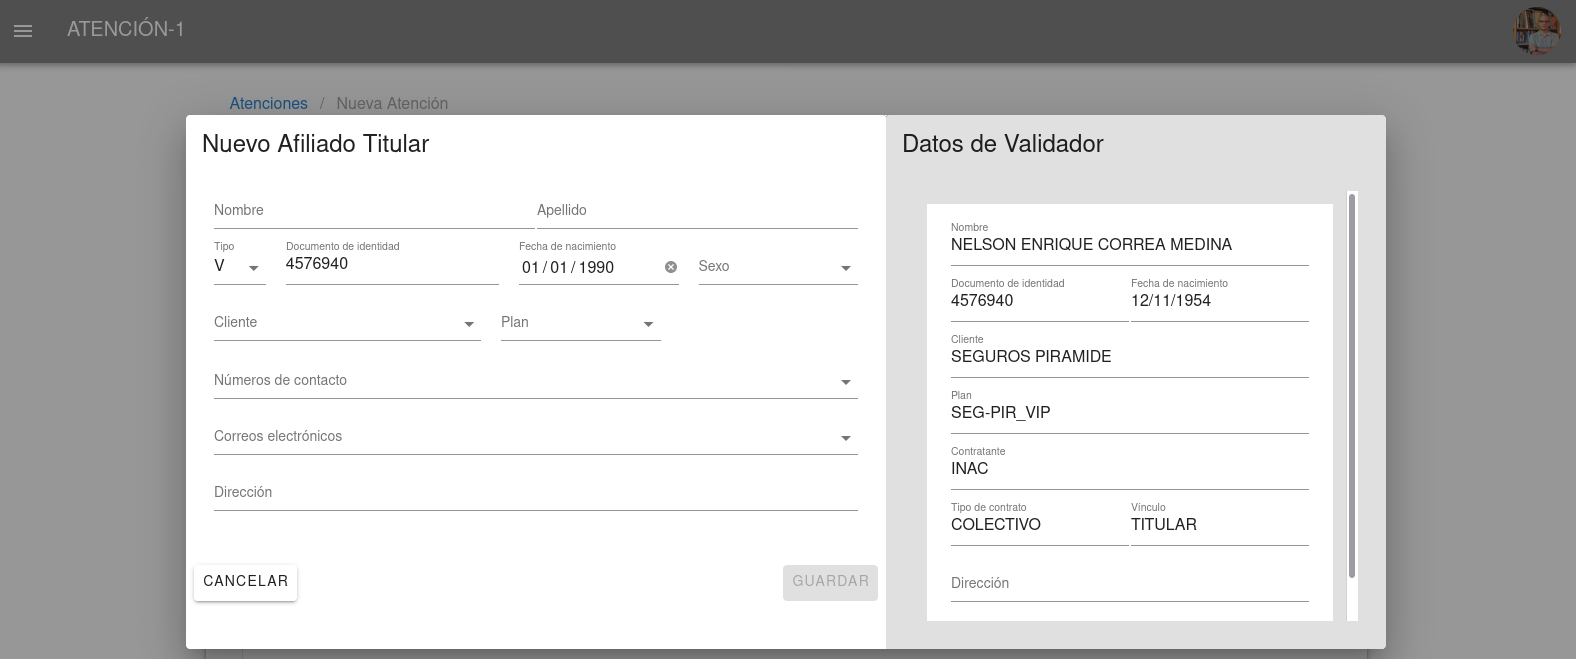 ATENCIÓN-1
Atenciones / Nueva Atención
Nuevo Afiliado Titular
Nombre Apellido
Tipo Documento de identidad Fecha de nacimiento
V 4576940 01/01/1990 Sexo
Cliente Plan
Números de contacto
Correos electrónicos
Dirección
CANCELAR GUARDAR
Datos de Validador
Nombre
NELSON ENRIQUE CORREA MEDINA
Documento de identidad Fecha de nacimiento
4576940 12/11/1954
Cliente
SEGUROS PIRAMIDE
Plan
SEG-PIR_VIP
Contratante
INAC
Tipo de contrato Vínculo
COLECTIVO TITULAR
Dirección